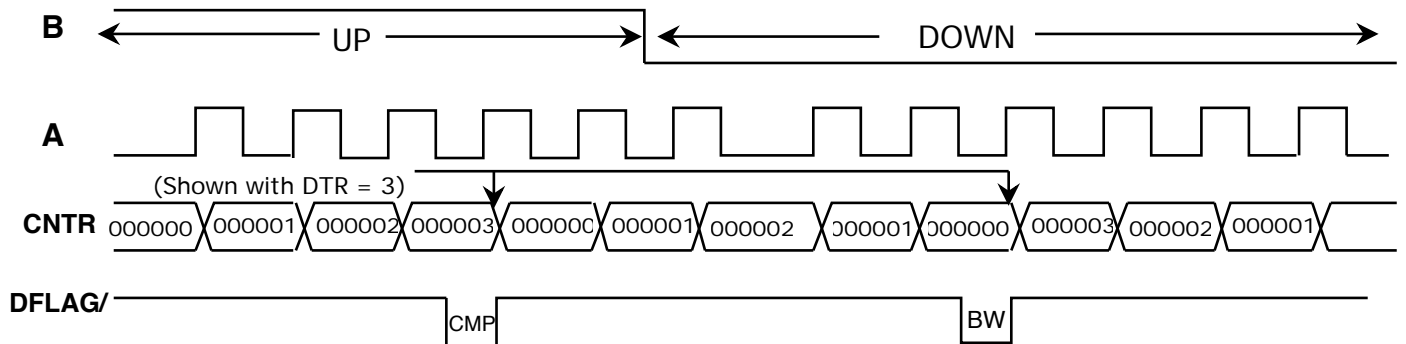 B UP DOWN
A
(Shown with DTR = 3)
CNTR 000000 000001 000002 000003 000000 000001 000002 000001 000000 000003 000002 000001
DFLAG/ CMP BW